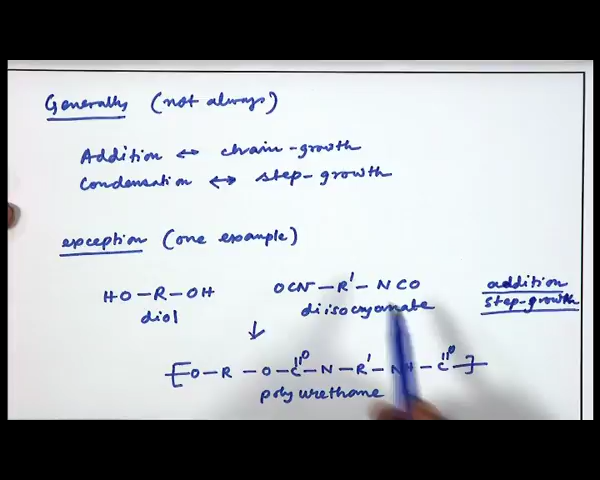 Generally (not always)
Addition ↔ chain-growth
Condensation ↔ step-growth
exception (one example)
HO-R-OH OCN-R'-NCO addition
diol diisocyanate step-growth
↓
[O-R-O-C(=O)-N-R'-NH-C(=O)]
polyurethane